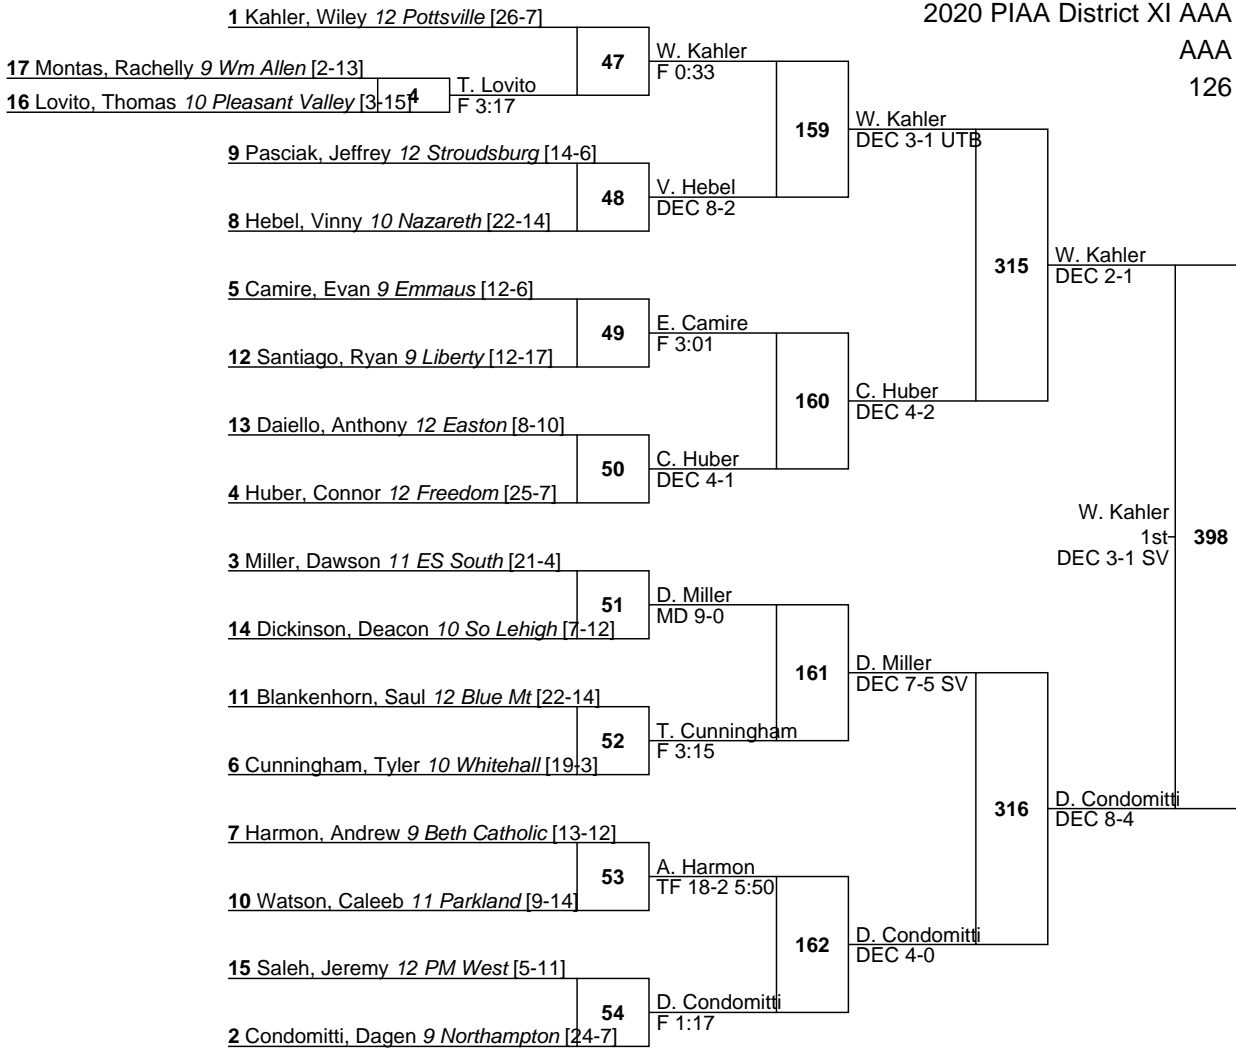 2020 PIAA District XI AAA
AAA
126
1 Kahler, Wiley 12 Pottsville [26-7]
17 Montas, Rachelly 9 Wm Allen [2-13]
16 Lovito, Thomas 10 Pleasant Valley [3-15]
4
T. Lovito
F 3:17
47
W. Kahler
F 0:33
9 Pasciak, Jeffrey 12 Stroudsburg [14-6]
8 Hebel, Vinny 10 Nazareth [22-14]
48
V. Hebel
DEC 8-2
159
W. Kahler
DEC 3-1 UTB
5 Camire, Evan 9 Emmaus [12-6]
12 Santiago, Ryan 9 Liberty [12-17]
49
E. Camire
F 3:01
13 Daiello, Anthony 12 Easton [8-10]
4 Huber, Connor 12 Freedom [25-7]
50
C. Huber
DEC 4-1
160
C. Huber
DEC 4-2
315
W. Kahler
DEC 2-1
3 Miller, Dawson 11 ES South [21-4]
14 Dickinson, Deacon 10 So Lehigh [7-12]
51
D. Miller
MD 9-0
11 Blankenhorn, Saul 12 Blue Mt [22-14]
6 Cunningham, Tyler 10 Whitehall [19-3]
52
T. Cunningham
F 3:15
161
D. Miller
DEC 7-5 SV
7 Harmon, Andrew 9 Beth Catholic [13-12]
10 Watson, Caleeb 11 Parkland [9-14]
53
A. Harmon
TF 18-2 5:50
15 Saleh, Jeremy 12 PM West [5-11]
2 Condomitti, Dagen 9 Northampton [24-7]
54
D. Condomitti
F 1:17
162
D. Condomitti
DEC 4-0
316
D. Condomitti
DEC 8-4
W. Kahler
1st
DEC 3-1 SV
398